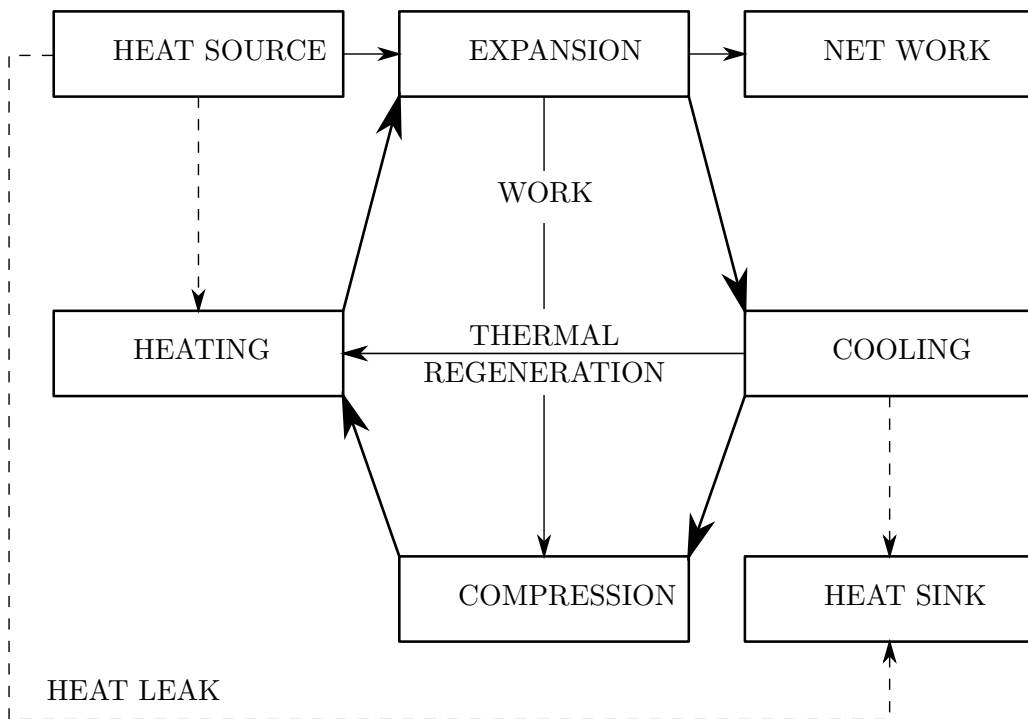 HEAT SOURCE
EXPANSION
NET WORK
WORK
HEATING
THERMAL
REGENERATION
COOLING
COMPRESSION
HEAT SINK
HEAT LEAK